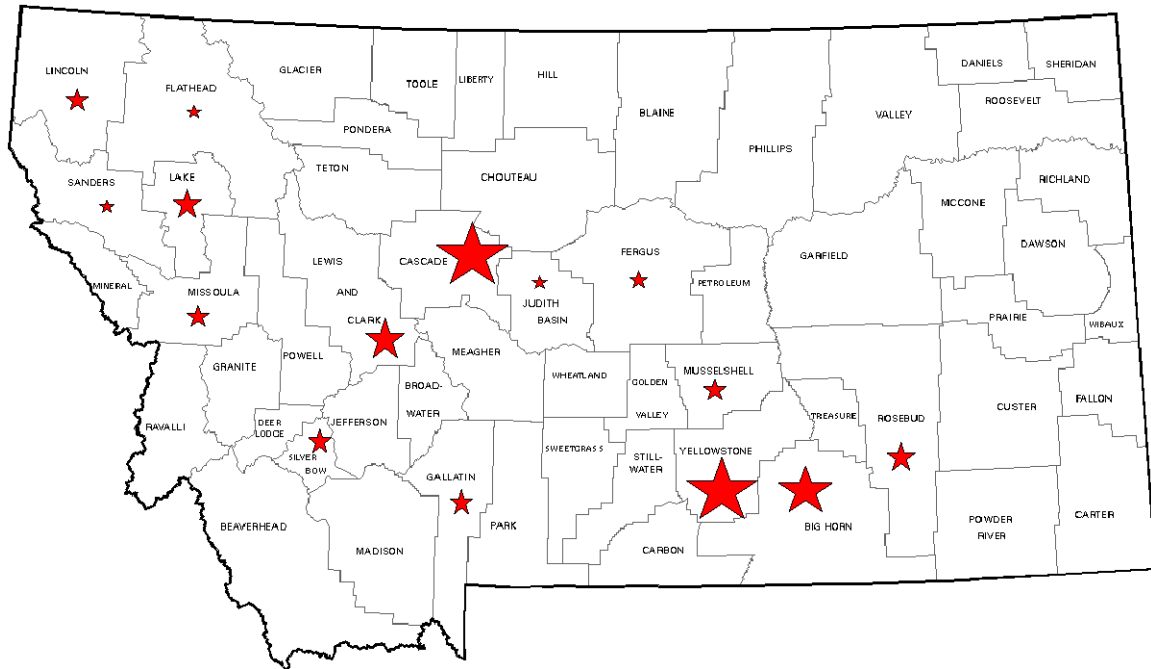 LINCOLN
FLATHEAD
GLACIER
TOOLE
LIBERTY
HILL
BLAINE
PHILLIPS
VALLEY
DANIELS
SHERIDAN
ROOSEVELT
PONDERA
TETON
CHOUTEAU
SANDERS
LAKE
RICHLAND
MCCONE
DAWSON
MINERAL
MISSOULA
LEWIS
AND
CLARK
CASCADE
JUDITH
BASIN
FERGUS
PETROLEUM
GARFIELD
PRAIRIE
WIBAUX
GRANITE
POWELL
MEAGHER
WHEATLAND
GOLDEN
VALLEY
MUSSELSHELL
TREASURE
ROSEBUD
CUSTER
FALLON
RAVALLI
DEER
LODGE
SILVER
BOW
JEFFERSON
BROAD-
WATER
GALLATIN
PARK
SWEETGRASS
STILL-
WATER
YELLOWSTONE
BIG HORN
POWDER
RIVER
CARTER
BEAVERHEAD
MADISON
CARBON